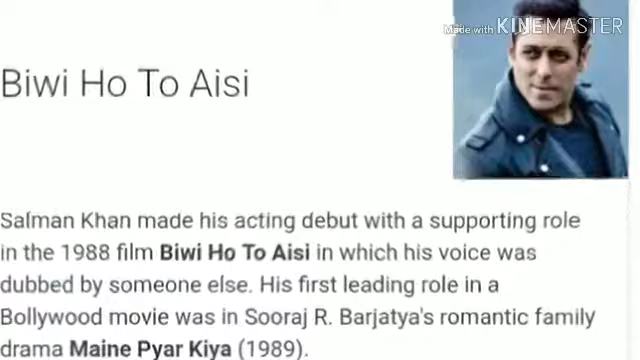 Made with KINEMASTER
Biwi Ho To Aisi
Salman Khan made his acting debut with a supporting role
in the 1988 film Biwi Ho To Aisi in which his voice was
dubbed by someone else. His first leading role in a
Bollywood movie was in Sooraj R. Barjatya's romantic family
drama Maine Pyar Kiya (1989).